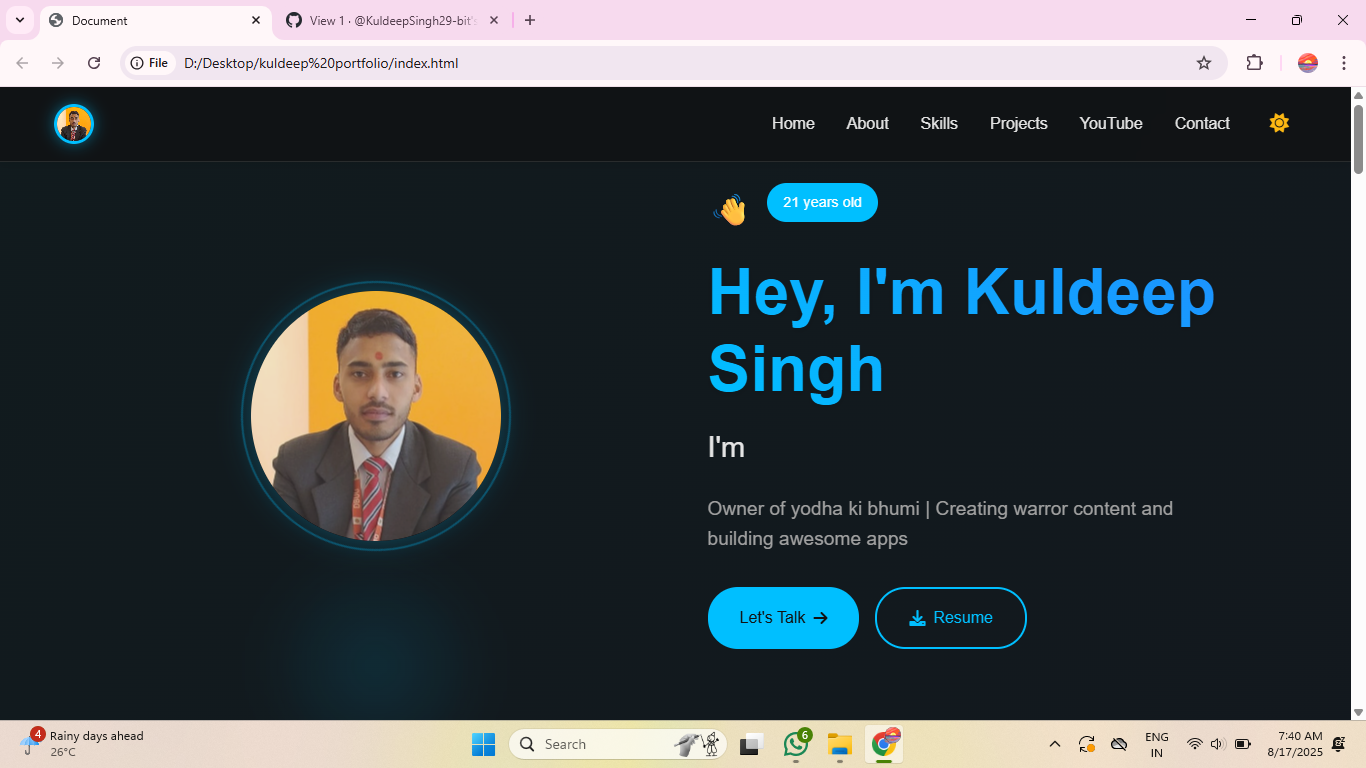 Document
View 1 · @KuldeepSingh29-bit's
File
D:/Desktop/kuldeep%20portfolio/index.html
Home
About
Skills
Projects
YouTube
Contact
21 years old
Hey, I'm Kuldeep
Singh
I'm
Owner of yodha ki bhumi | Creating warror content and
building awesome apps
Let's Talk
Resume
4
Rainy days ahead
26°C
Search
6
ENG
IN
7:40 AM
8/17/2025